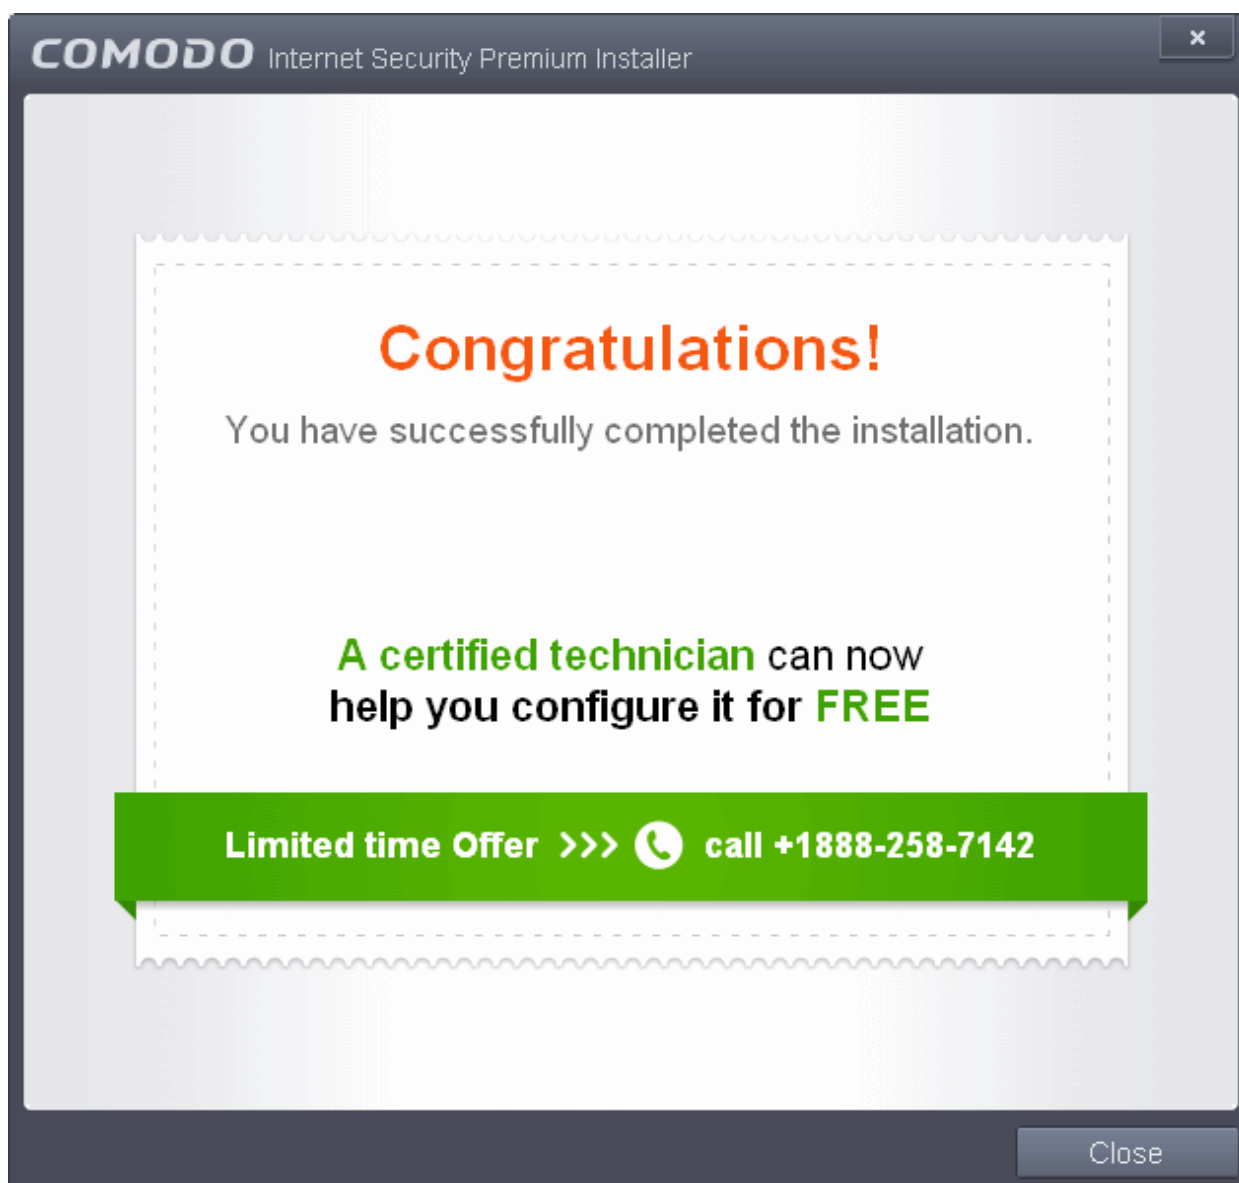 COMODO Internet Security Premium Installer
Congratulations!
You have successfully completed the installation.
A certified technician can now
help you configure it for FREE
Limited time Offer >>> call +1888-258-7142
Close